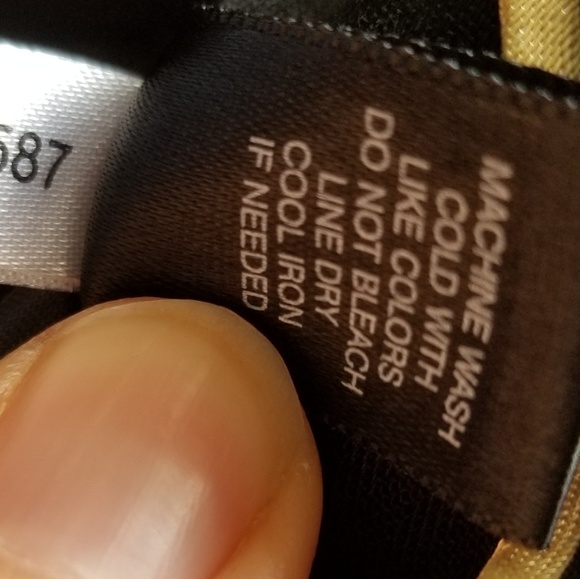 MACHINE WASH
COLD WITH
LIKE COLORS
DO NOT BLEACH
LINE DRY
COOL IRON
IF NEEDED
587